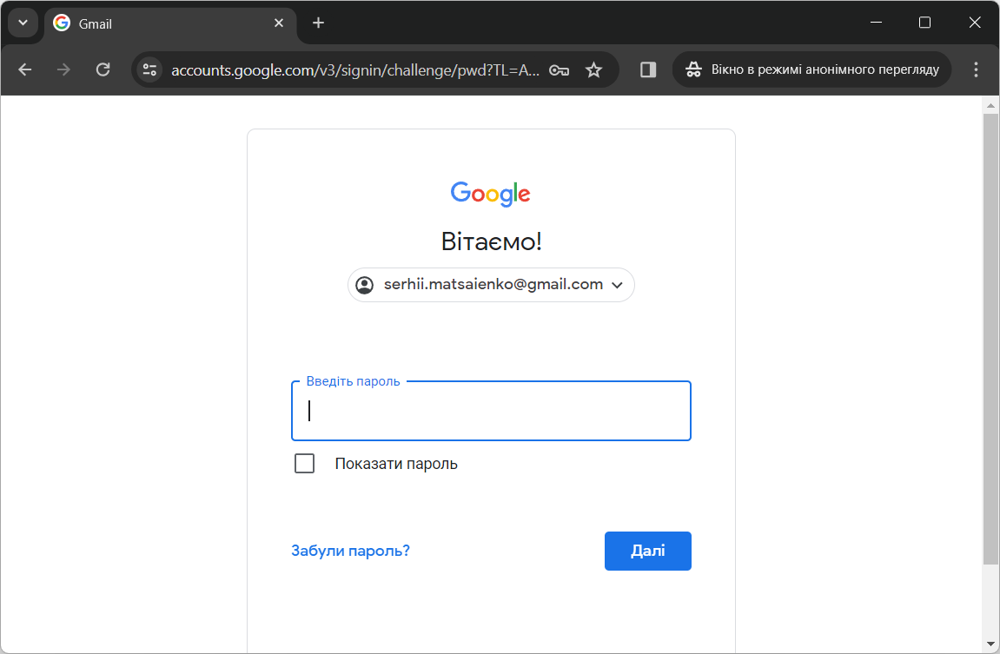 Gmail
accounts.google.com/v3/signin/challenge/pwd?TL=A...
Вікно в режимі анонімного перегляду
Google
Вітаємо!
serhii.matsaienko@gmail.com
Введіть пароль
Показати пароль
Забули пароль?
Далі